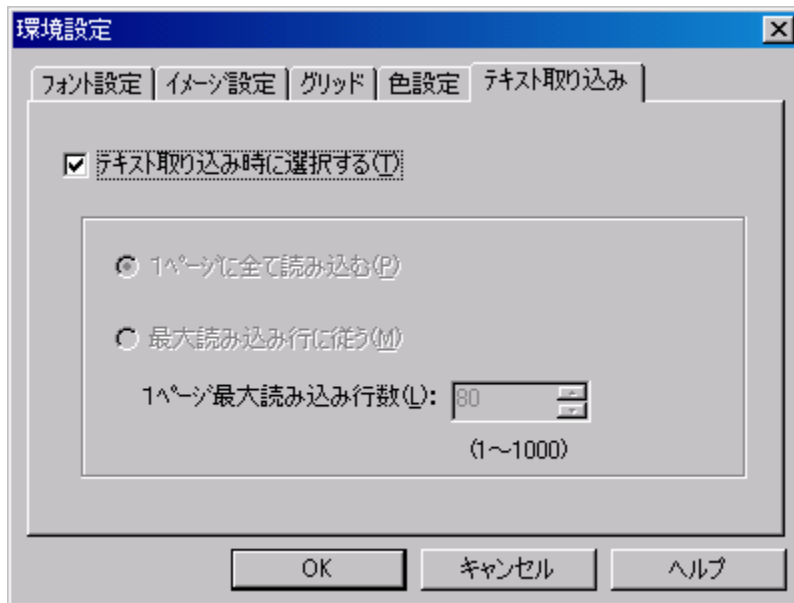 環境設定
フォント設定 イメージ設定 グリッド 色設定 テキスト取り込み
テキスト取り込み時に選択する(T)
1ページに全て読み込む(P)
最大読み込み行に従う(M)
1ページ最大読み込み行数(L): 80
(1～1000)
OK キャンセル ヘルプ